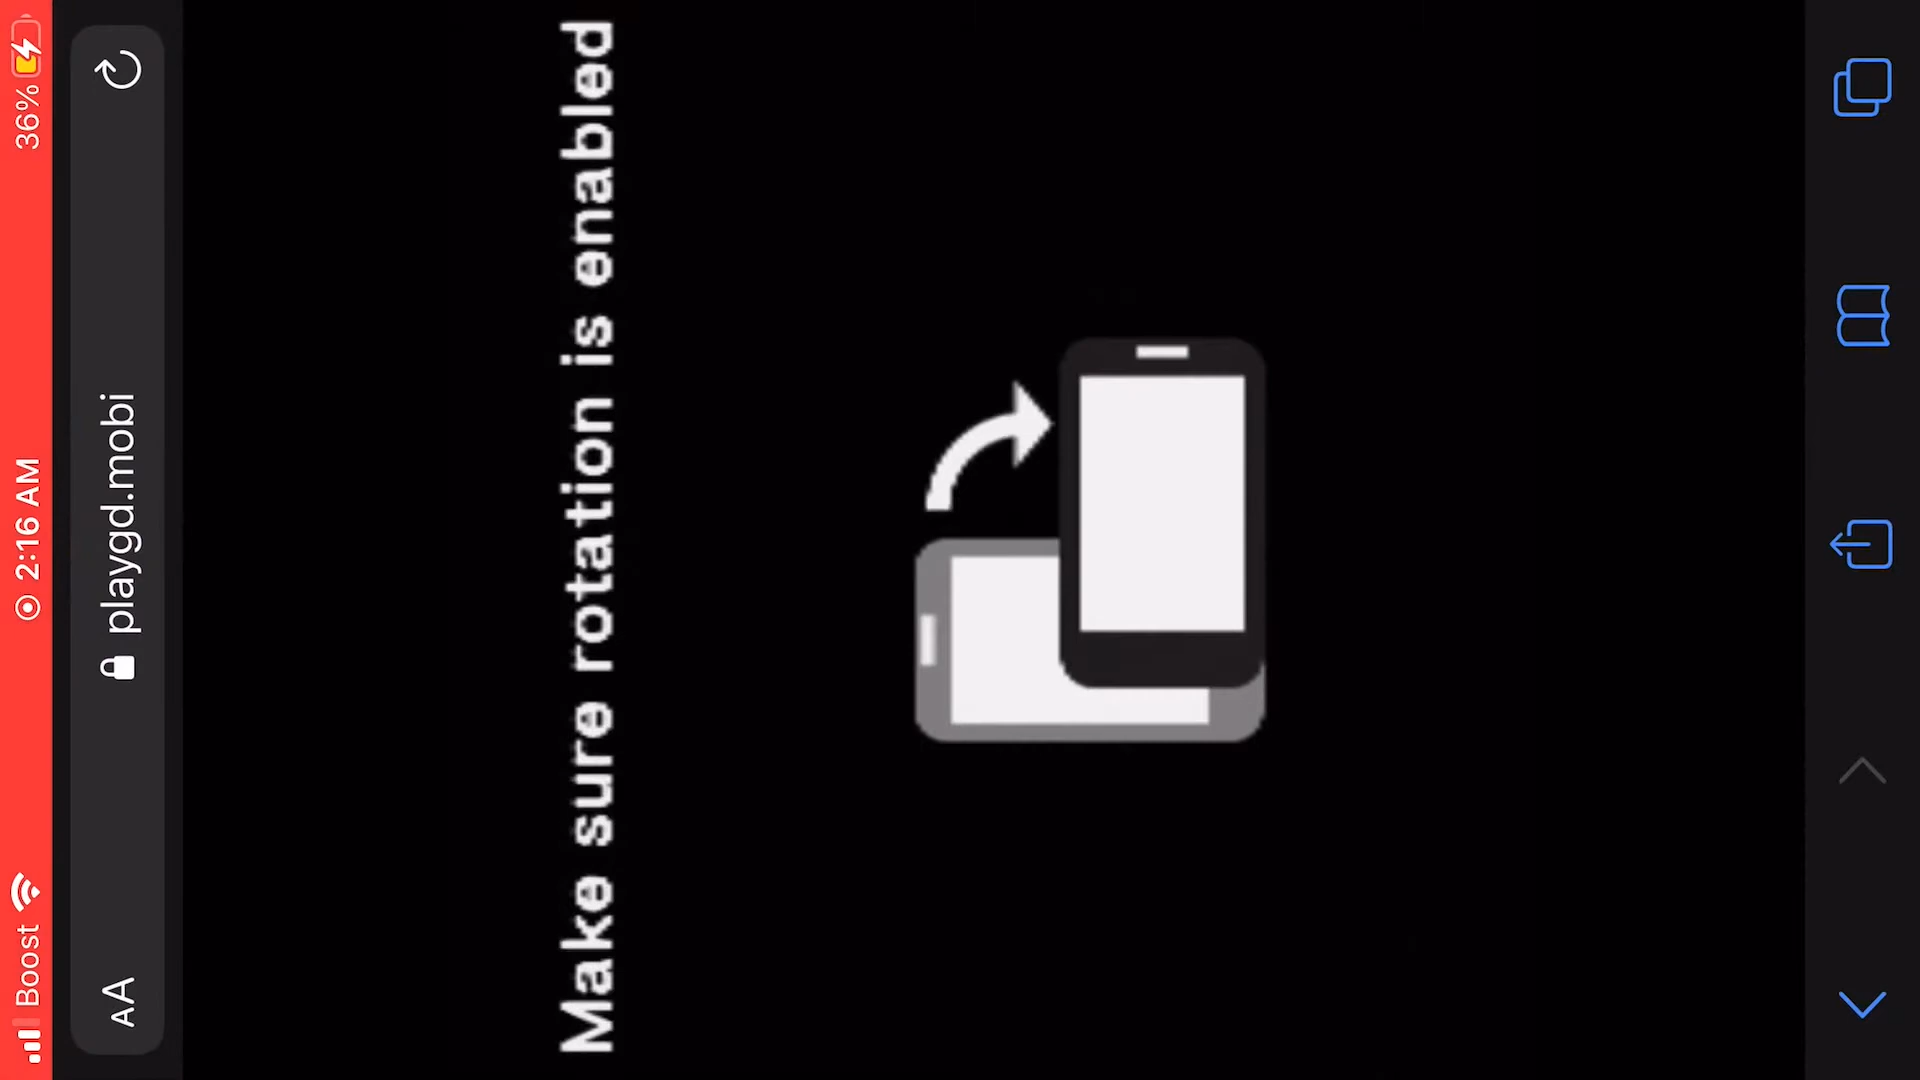 Boost 2:16 AM 36%
AA playgd.mobi
Make sure rotation is enabled